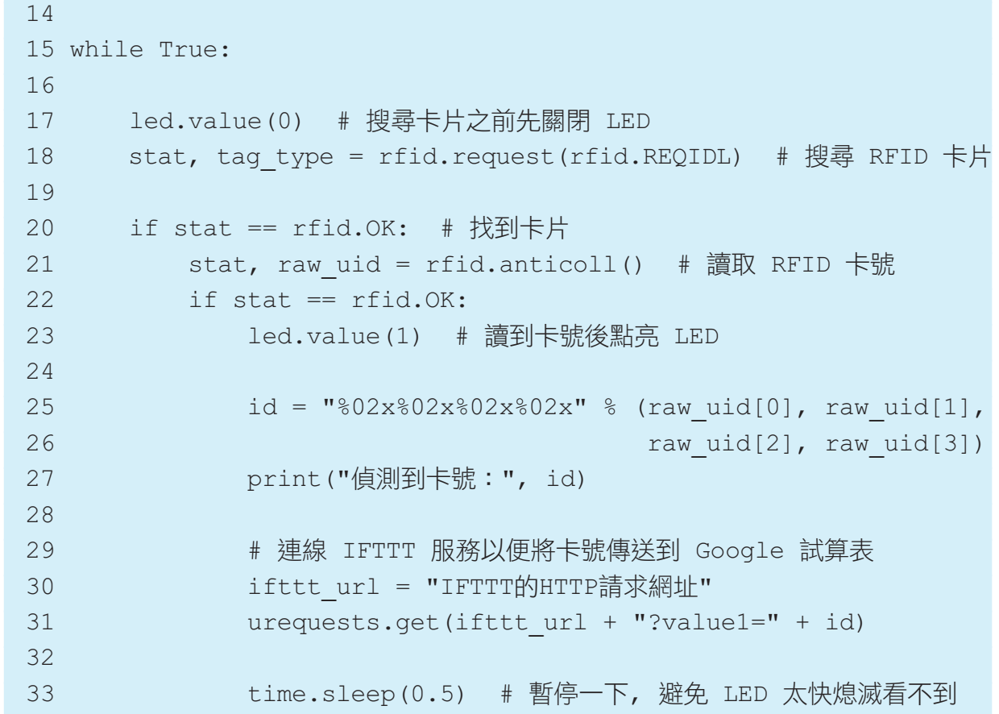 14
15 while True:
16
17     led.value(0)  # 搜尋卡片之前先關閉 LED
18     stat, tag_type = rfid.request(rfid.REQIDL)  # 搜尋 RFID 卡片
19
20     if stat == rfid.OK:  # 找到卡片
21         stat, raw_uid = rfid.anticoll()  # 讀取 RFID 卡號
22         if stat == rfid.OK:
23             led.value(1)  # 讀到卡號後點亮 LED
24
25             id = "%02x%02x%02x%02x" % (raw_uid[0], raw_uid[1],
26                                        raw_uid[2], raw_uid[3])
27             print("偵測到卡號：", id)
28
29             # 連線 IFTTT 服務以便將卡號傳送到 Google 試算表
30             ifttt_url = "IFTTT的HTTP請求網址"
31             urequests.get(ifttt_url + "?value1=" + id)
32
33             time.sleep(0.5)  # 暫停一下, 避免 LED 太快熄滅看不到